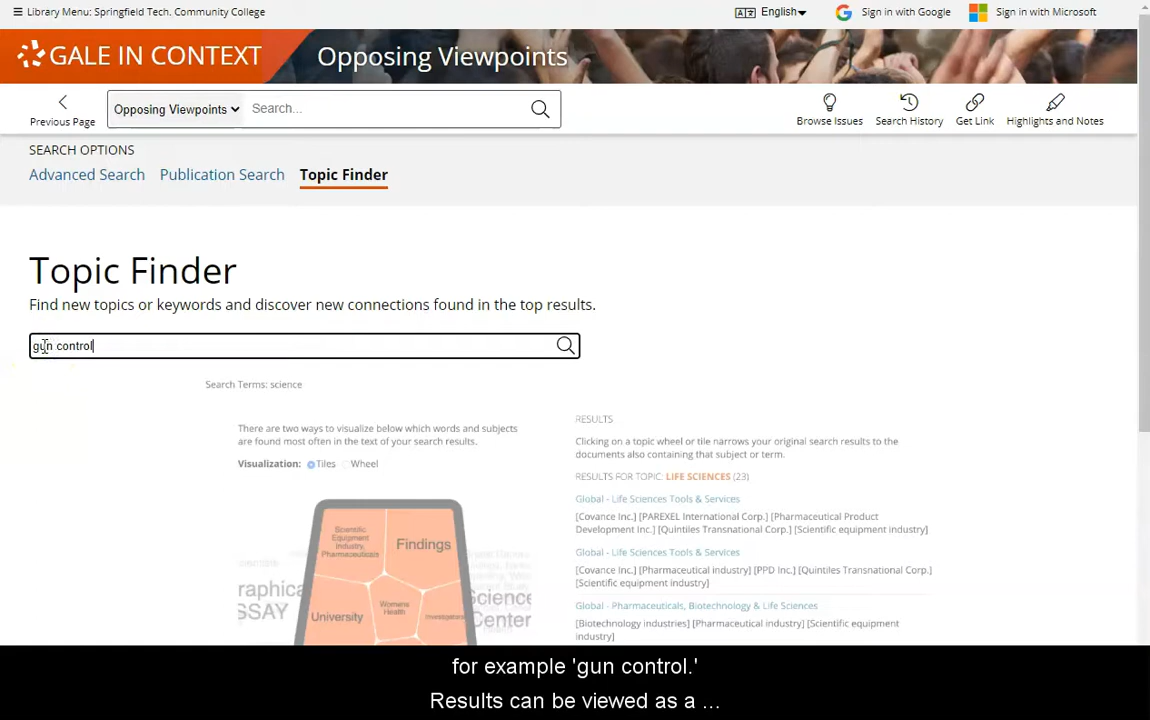 ☰ Library Menu: Springfield Tech. Community College
English
Sign in with Google
Sign in with Microsoft
GALE IN CONTEXT
Opposing Viewpoints
Previous Page
Opposing Viewpoints
Search...
Browse Issues
Search History
Get Link
Highlights and Notes
SEARCH OPTIONS
Advanced Search
Publication Search
Topic Finder
Topic Finder
Find new topics or keywords and discover new connections found in the top results.
gun control
Search Terms: science
There are two ways to visualize below which words and subjects
are found most often in the text of your search results.
Visualization: Tiles Wheel
Scientific
Equipment
Industry,
Pharmaceuticals
Findings
University
Womens
Health
Investigators
Science
Center
RESULTS
Clicking on a topic wheel or tile narrows your original search results to the
documents also containing that subject or term.
RESULTS FOR TOPIC: LIFE SCIENCES (23)
Global - Life Sciences Tools & Services
[Covance Inc.] [PAREXEL International Corp.] [Pharmaceutical Product
Development Inc.] [Quintiles Transnational Corp.] [Scientific equipment industry]
Global - Life Sciences Tools & Services
[Covance Inc.] [Pharmaceutical industry] [PPD Inc.] [Quintiles Transnational Corp.]
[Scientific equipment industry]
Global - Pharmaceuticals, Biotechnology & Life Sciences
[Biotechnology industries] [Pharmaceutical industry] [Scientific equipment
industry]
for example 'gun control.'
Results can be viewed as a ...